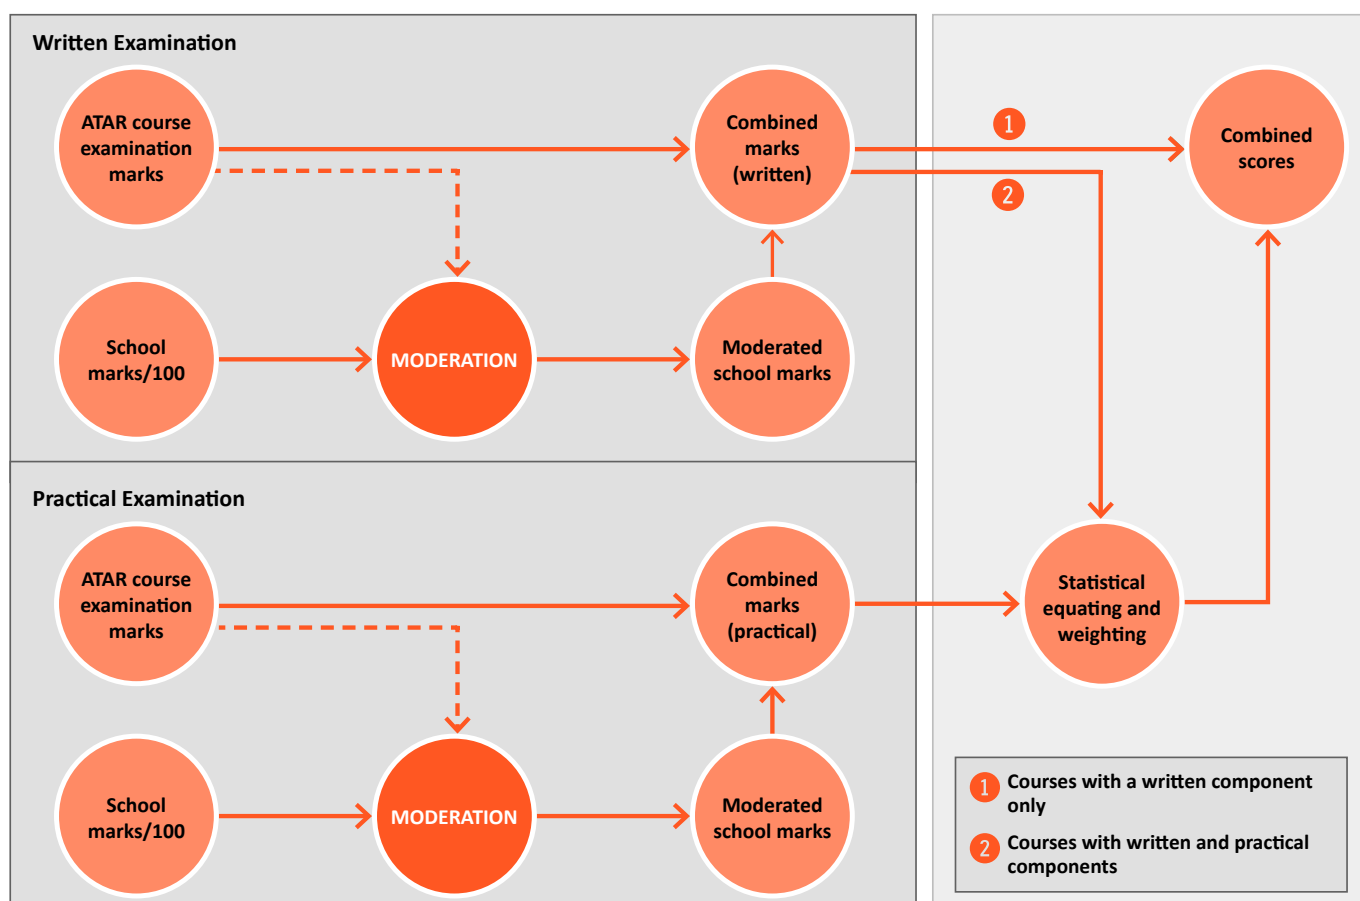 Written Examination
ATAR course
examination
marks
Combined
marks
(written)
1
2
Combined
scores
School
marks/100
MODERATION
Moderated
school marks
Practical Examination
ATAR course
examination
marks
Combined
marks
(practical)
Statistical
equating and
weighting
School
marks/100
MODERATION
Moderated
school marks
1 Courses with a written component
only
2 Courses with written and practical
components